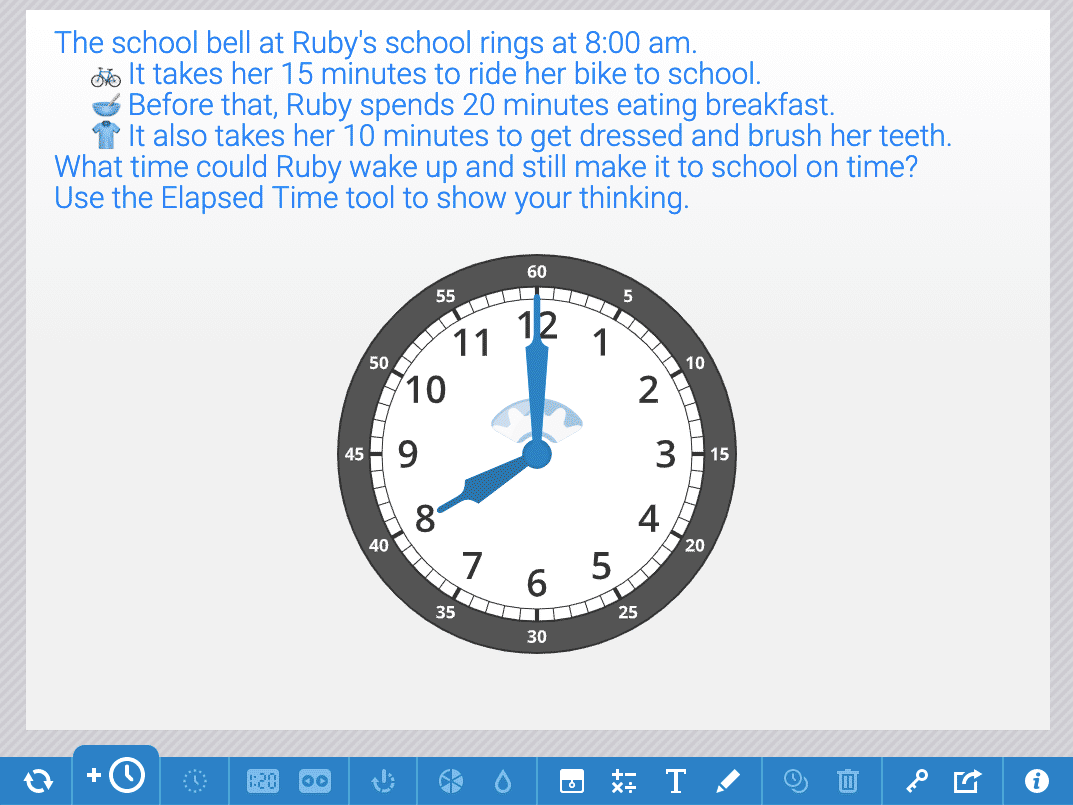 The school bell at Ruby's school rings at 8:00 am.
It takes her 15 minutes to ride her bike to school.
Before that, Ruby spends 20 minutes eating breakfast.
It also takes her 10 minutes to get dressed and brush her teeth.
What time could Ruby wake up and still make it to school on time?
Use the Elapsed Time tool to show your thinking.
60
55 5
12
11 1
50 10
10 2
45 9 3 15
8 4
40 20
7 5
6
35 25
30
1:20
T
i